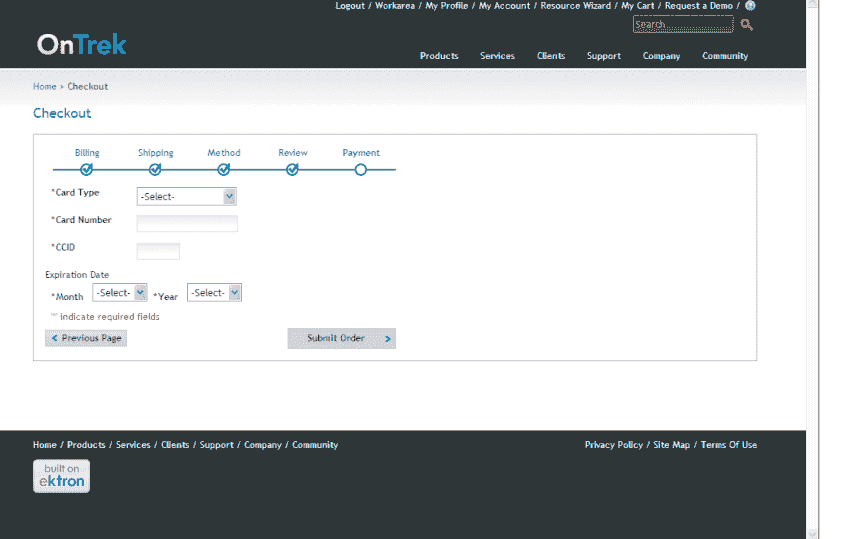 Logout / Workarea / My Profile / My Account / Resource Wizard / My Cart / Request a Demo /
Search...
OnTrek
Products Services Clients Support Company Community
Home > Checkout
Checkout
Billing Shipping Method Review Payment
*Card Type -Select-
*Card Number
*CCID
Expiration Date
*Month -Select- *Year -Select-
"*" indicate required fields
Previous Page Submit Order
Home / Products / Services / Clients / Support / Company / Community Privacy Policy / Site Map / Terms Of Use
built on
ektron